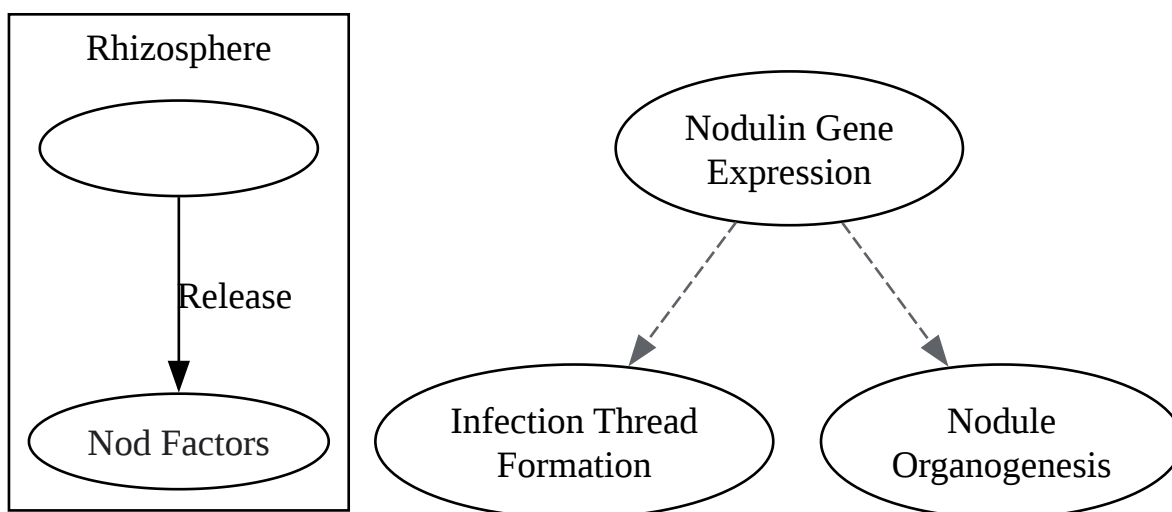 Rhizosphere
Release
Nod Factors
Nodulin Gene
Expression
Infection Thread
Formation
Nodule
Organogenesis